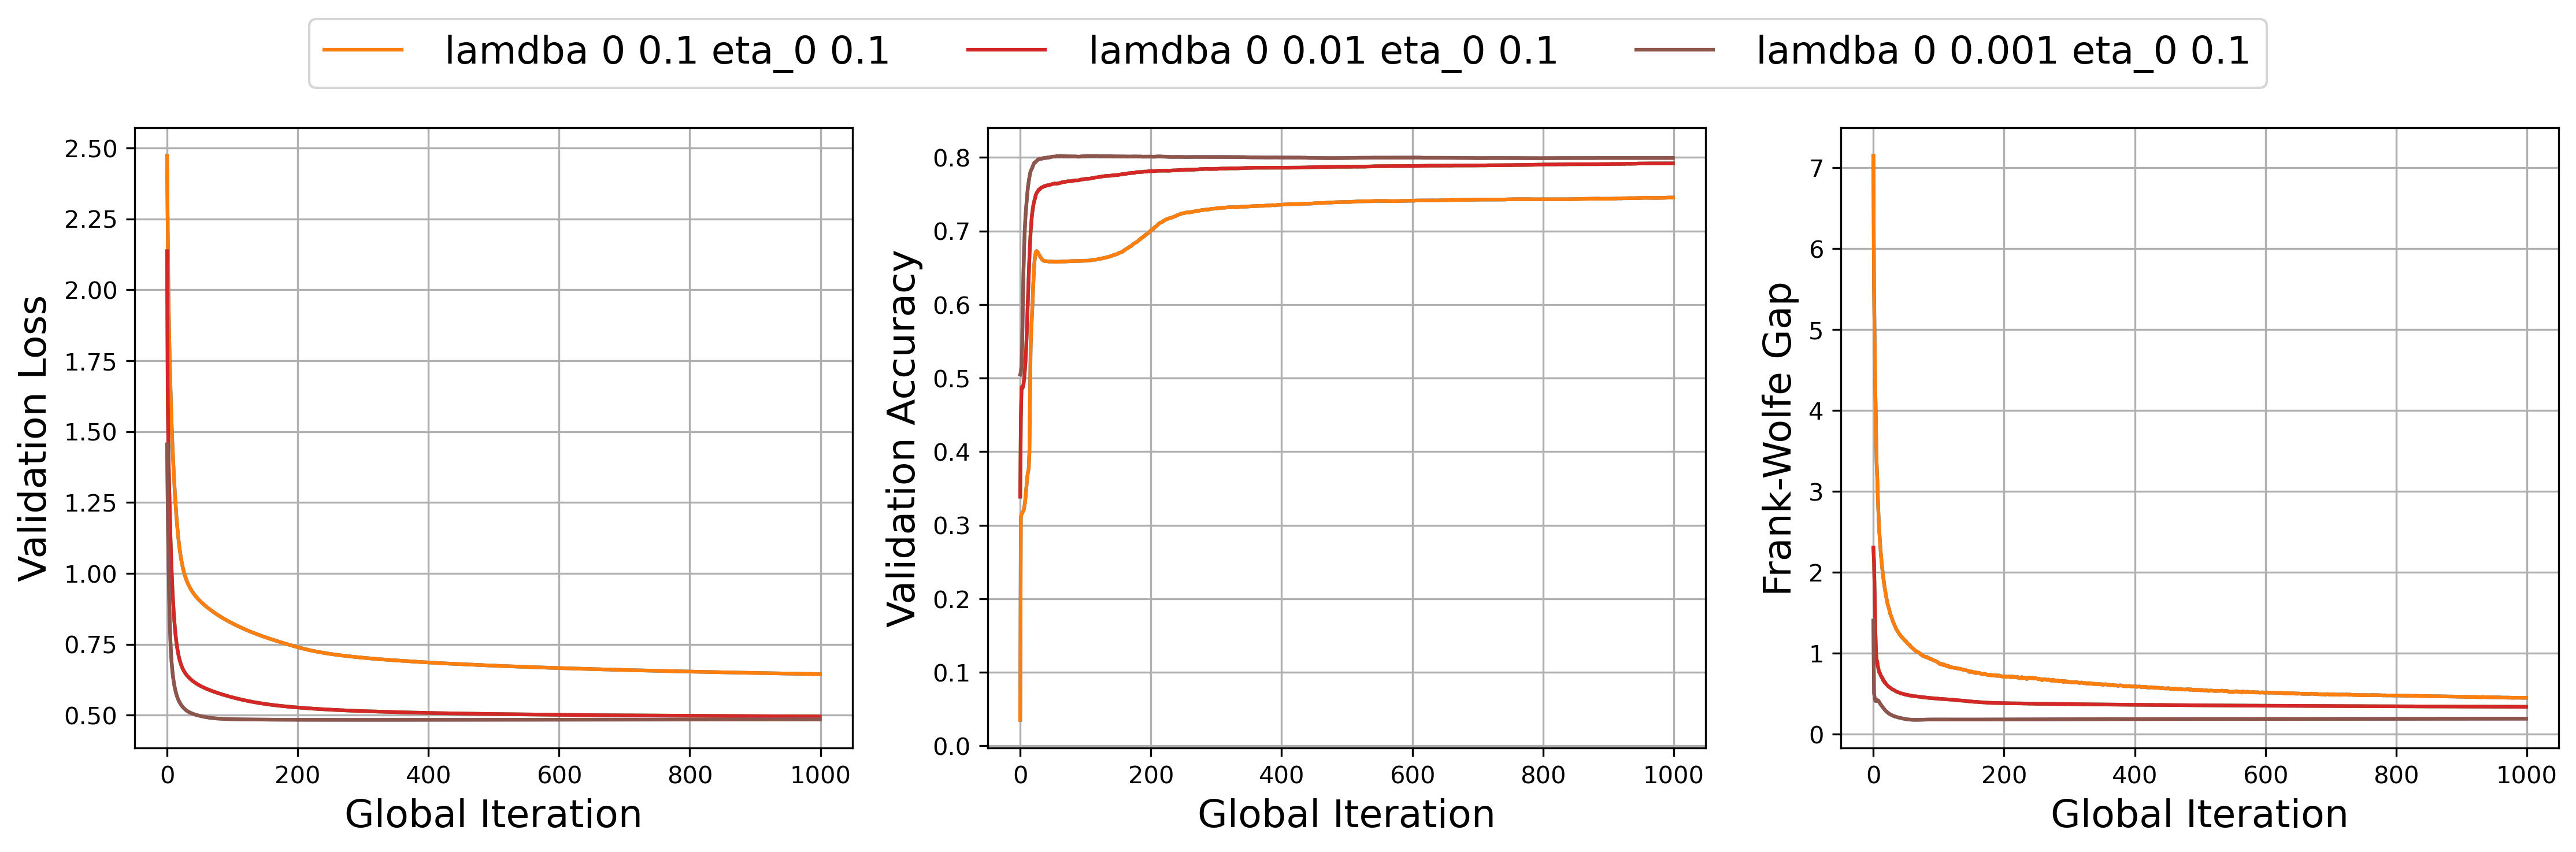 lamdba 0 0.1 eta_0 0.1
lamdba 0 0.01 eta_0 0.1
lamdba 0 0.001 eta_0 0.1
Validation Loss
2.50
2.25
2.00
1.75
1.50
1.25
1.00
0.75
0.50
0 200 400 600 800 1000
Global Iteration
Validation Accuracy
0.8
0.7
0.6
0.5
0.4
0.3
0.2
0.1
0.0
0 200 400 600 800 1000
Global Iteration
Frank-Wolfe Gap
7
6
5
4
3
2
1
0
0 200 400 600 800 1000
Global Iteration